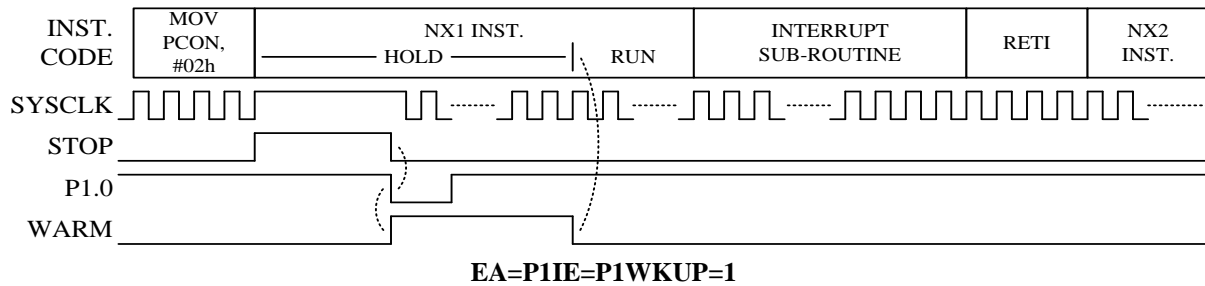 INST. CODE
MOV PCON, #02h
NX1 INST.
HOLD
RUN
INTERRUPT SUB-ROUTINE
RETI
NX2 INST.
SYSCLK
STOP
P1.0
WARM
EA=P1IE=P1WKUP=1